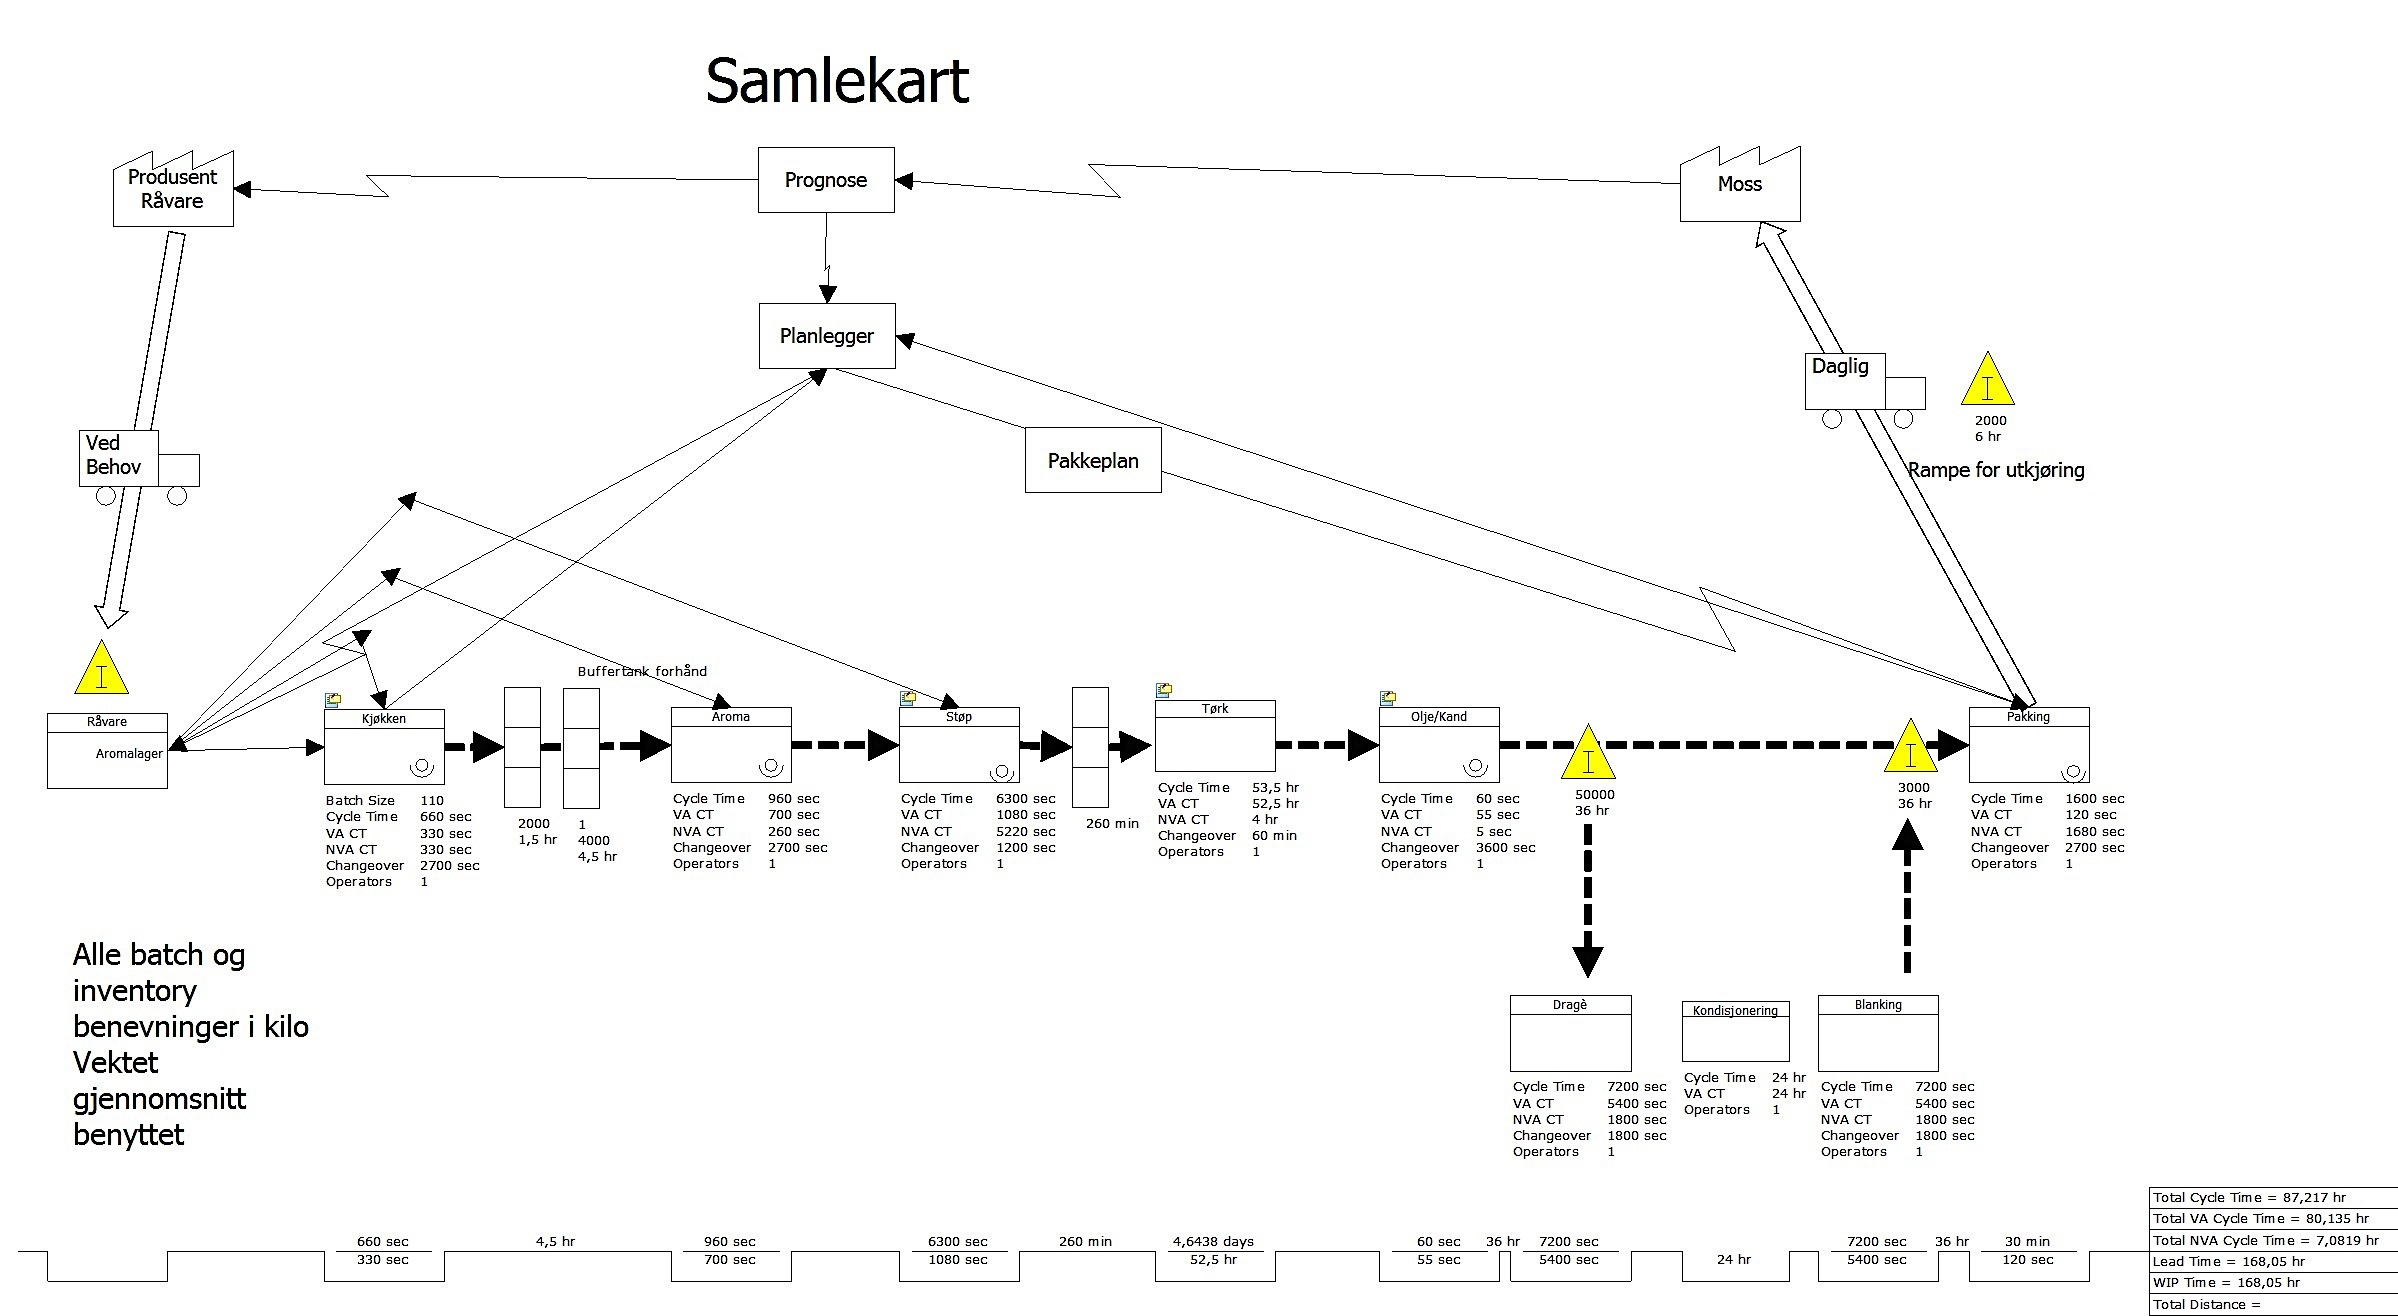 Samlekart
Produsent
Råvare
Prognose
Moss
Planlegger
Daglig
2000
6 hr
Rampe for utkjøring
Ved
Behov
Pakkeplan
Buffertank forhånd
Råvare
Aromalager
Kjøkken
Batch Size 110
Cycle Time 660 sec
VA CT 330 sec
NVA CT 330 sec
Changeover 2700 sec
Operators 1
2000
1,5 hr
1
4000
4,5 hr
Aroma
Cycle Time 960 sec
VA CT 700 sec
NVA CT 260 sec
Changeover 2700 sec
Operators 1
Støp
Cycle Time 6300 sec
VA CT 1080 sec
NVA CT 5220 sec
Changeover 1200 sec
Operators 1
260 min
Tørk
Cycle Time 53,5 hr
VA CT 52,5 hr
NVA CT 4 hr
Changeover 60 min
Operators 1
Olje/Kand
Cycle Time 60 sec
VA CT 55 sec
NVA CT 5 sec
Changeover 3600 sec
Operators 1
50000
36 hr
3000
36 hr
Pakking
Cycle Time 1600 sec
VA CT 120 sec
NVA CT 1680 sec
Changeover 2700 sec
Operators 1
Alle batch og
inventory
benevninger i kilo
Vektet
gjennomsnitt
benyttet
Dragè
Cycle Time 7200 sec
VA CT 5400 sec
NVA CT 1800 sec
Changeover 1800 sec
Operators 1
Kondisjonering
Cycle Time 24 hr
VA CT 24 hr
Operators 1
Blanking
Cycle Time 7200 sec
VA CT 5400 sec
NVA CT 1800 sec
Changeover 1800 sec
Operators 1
660 sec 4,5 hr 960 sec 6300 sec 260 min 4,6438 days 60 sec 36 hr 7200 sec 7200 sec 36 hr 30 min
330 sec 700 sec 1080 sec 52,5 hr 55 sec 5400 sec 24 hr 5400 sec 120 sec
Total Cycle Time = 87,217 hr
Total VA Cycle Time = 80,135 hr
Total NVA Cycle Time = 7,0819 hr
Lead Time = 168,05 hr
WIP Time = 168,05 hr
Total Distance =